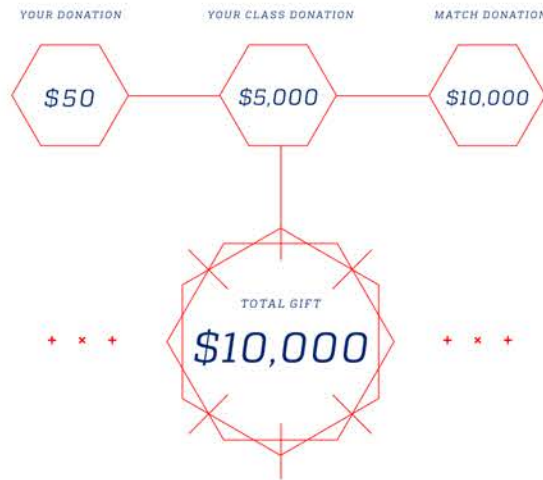 YOUR DONATION
YOUR CLASS DONATION
MATCH DONATION
$50
$5,000
$10,000
TOTAL GIFT
$10,000